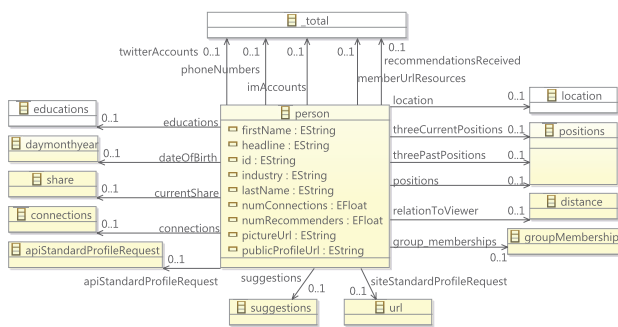 _total
twitterAccounts 0..1 0..1 0..1 0..1 0..1
recommendationsReceived
phoneNumbers
imAccounts
memberUrlResources
person
firstName : EString
headline : EString
id : EString
industry : EString
lastName : EString
numConnections : EFloat
numRecommenders : EFloat
pictureUrl : EString
publicProfileUrl : EString
educations
0..1
educations
daymonthyear
0..1
dateOfBirth
share
0..1
currentShare
connections
0..1
connections
apiStandardProfileRequest
0..1
apiStandardProfileRequest
location
0..1
location
threeCurrentPositions
0..1
positions
threePastPositions
0..1
positions
0..1
relationToViewer
0..1
distance
group_memberships
0..1
groupMembership
suggestions
0..1
suggestions
siteStandardProfileRequest
0..1
url